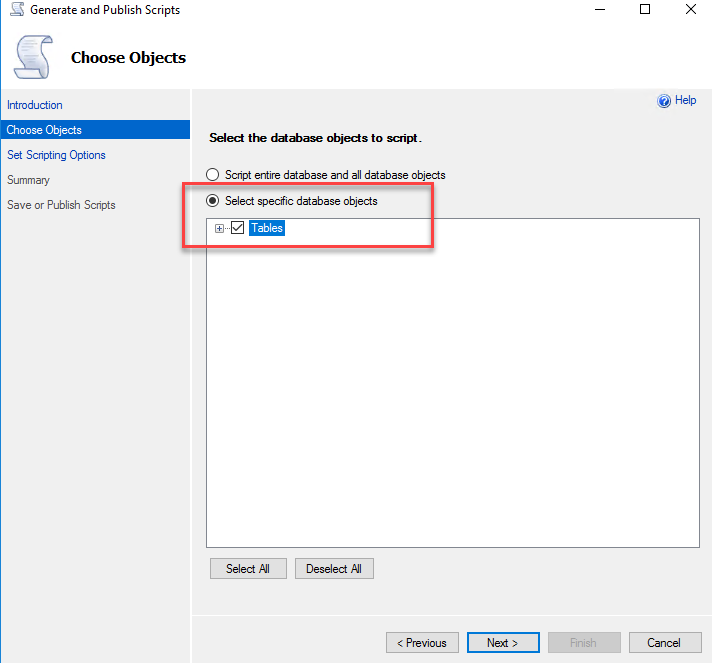 Generate and Publish Scripts
Choose Objects
Help
Introduction
Choose Objects
Set Scripting Options
Summary
Save or Publish Scripts
Select the database objects to script.
Script entire database and all database objects
Select specific database objects
Tables
Select All
Deselect All
< Previous
Next >
Finish
Cancel